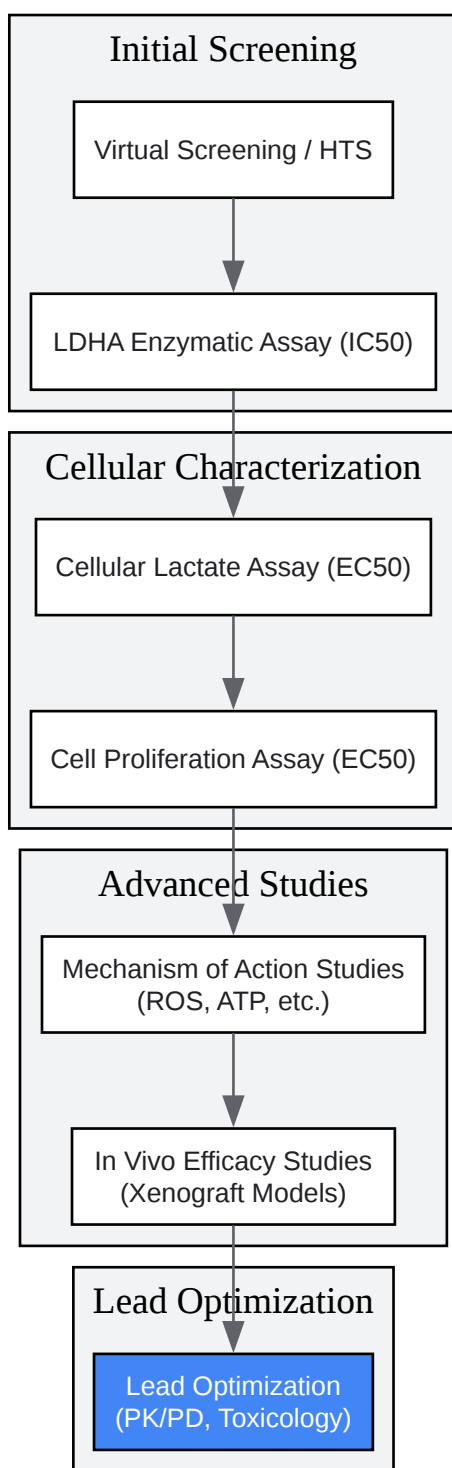 Initial Screening
Virtual Screening / HTS
LDHA Enzymatic Assay (IC50)
Cellular Characterization
Cellular Lactate Assay (EC50)
Cell Proliferation Assay (EC50)
Advanced Studies
Mechanism of Action Studies
(ROS, ATP, etc.)
In Vivo Efficacy Studies
(Xenograft Models)
Lead Optimization
Lead Optimization
(PK/PD, Toxicology)